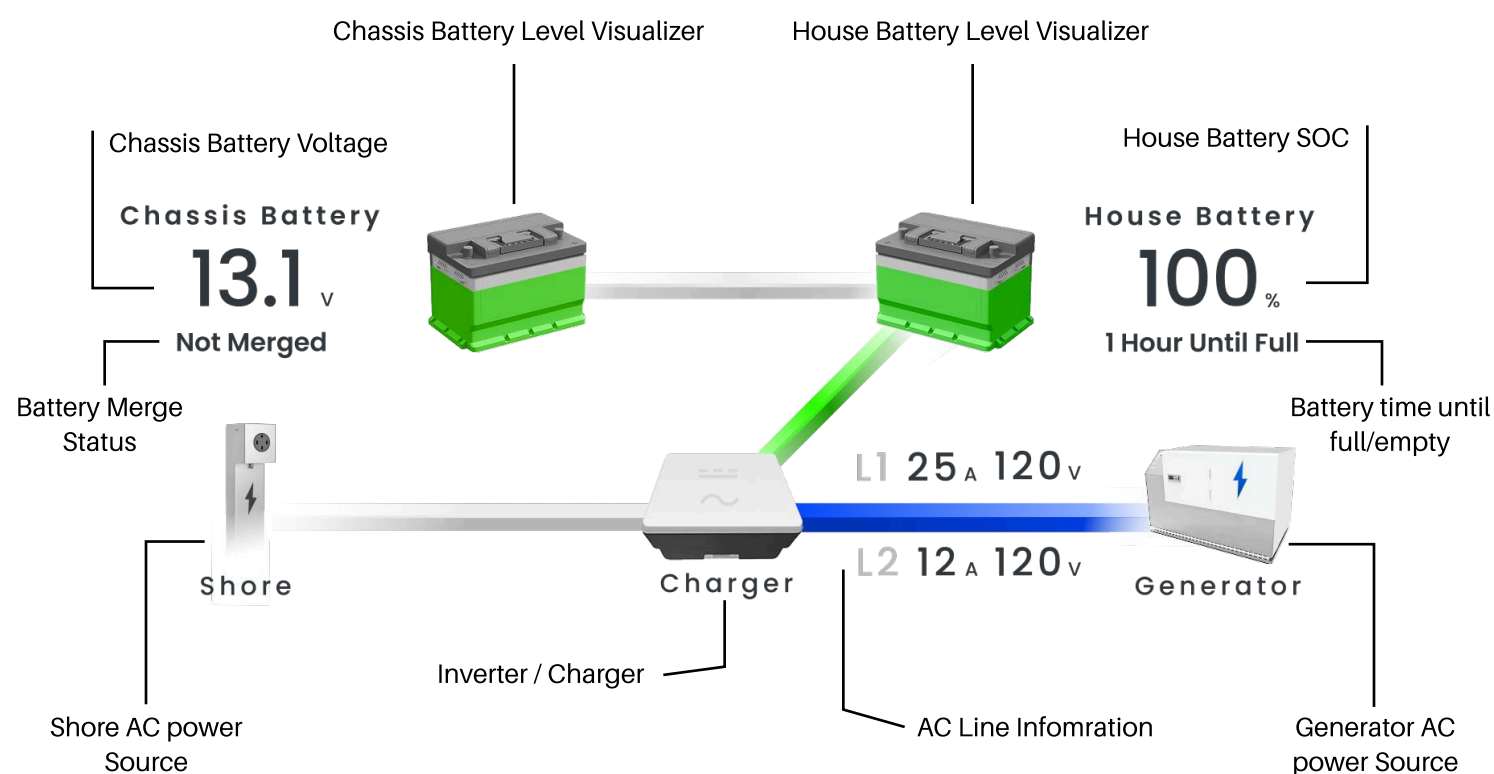 Chassis Battery Level Visualizer
House Battery Level Visualizer
Chassis Battery Voltage
House Battery SOC
Chassis Battery
13.1 V
Not Merged
House Battery
100 %
1 Hour Until Full
Battery Merge
Status
Battery time until
full/empty
L1 25 A 120 V
L2 12 A 120 V
Shore
Charger
Generator
Inverter / Charger
Shore AC power
Source
AC Line Infomration
Generator AC
power Source